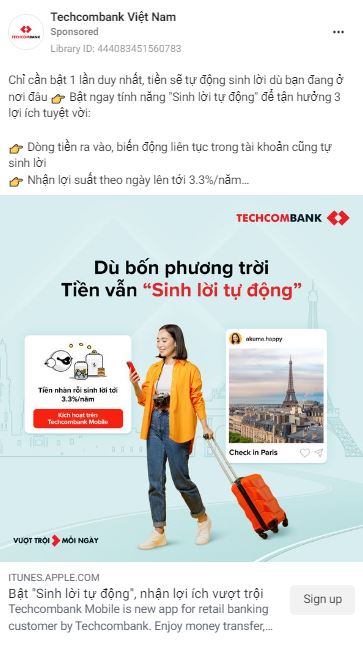 Techcombank Việt Nam
Sponsored
Library ID: 444083451560783
Chỉ cần bật 1 lần duy nhất, tiền sẽ tự động sinh lời dù bạn đang ở
nơi đâu 👉 Bật ngay tính năng "Sinh lời tự động" để tận hưởng 3
lợi ích tuyệt vời:
👉 Dòng tiền ra vào, biến động liên tục trong tài khoản cũng tự
sinh lời
👉 Nhận lợi suất theo ngày lên tới 3.3%/năm...
TECHCOMBANK
Dù bốn phương trời
Tiền vẫn “Sinh lời tự động”
Tiền nhàn rỗi sinh lời tới
3.3%/năm
Kích hoạt trên
Techcombank Mobile
akuma.happy
Check in Paris
VƯỢT TRỘI MỖI NGÀY
ITUNES.APPLE.COM
Bật "Sinh lời tự động", nhận lợi ích vượt trội
Techcombank Mobile is new app for retail banking
customer by Techcombank. Enjoy money transfer,...
Sign up